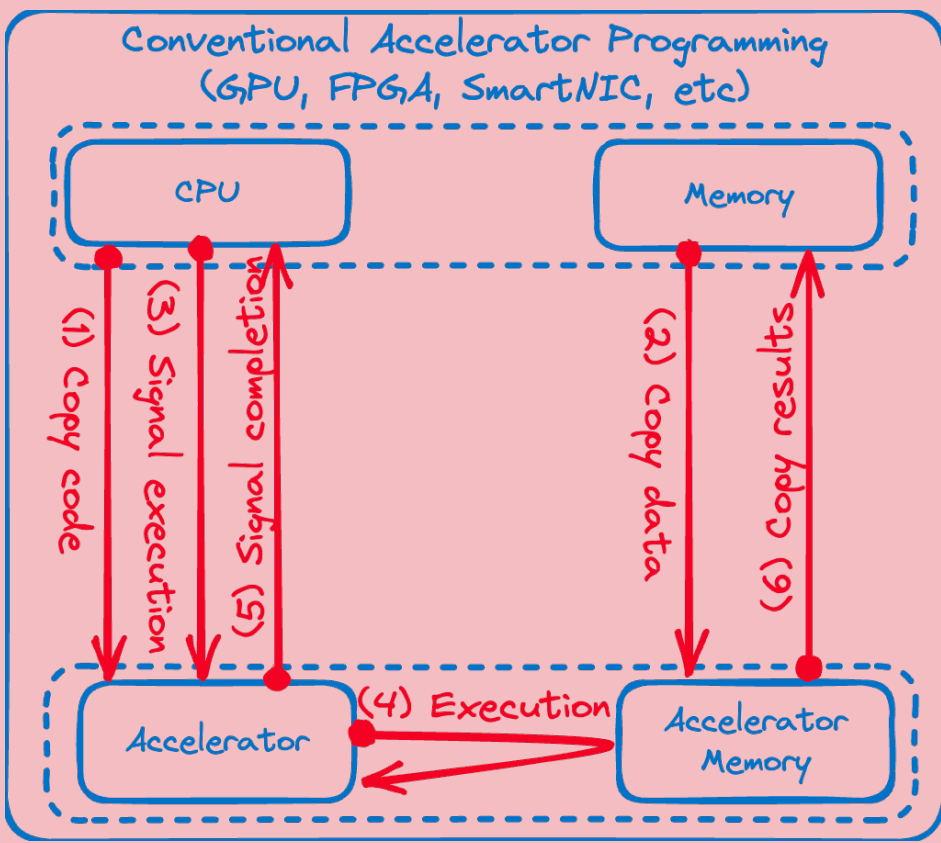 Conventional Accelerator Programming
(GPU, FPGA, SmartNIC, etc)
CPU
Memory
(1) Copy code
(3) Signal execution
(5) Signal completion
(2) Copy data
(6) Copy results
(4) Execution
Accelerator
Accelerator
Memory